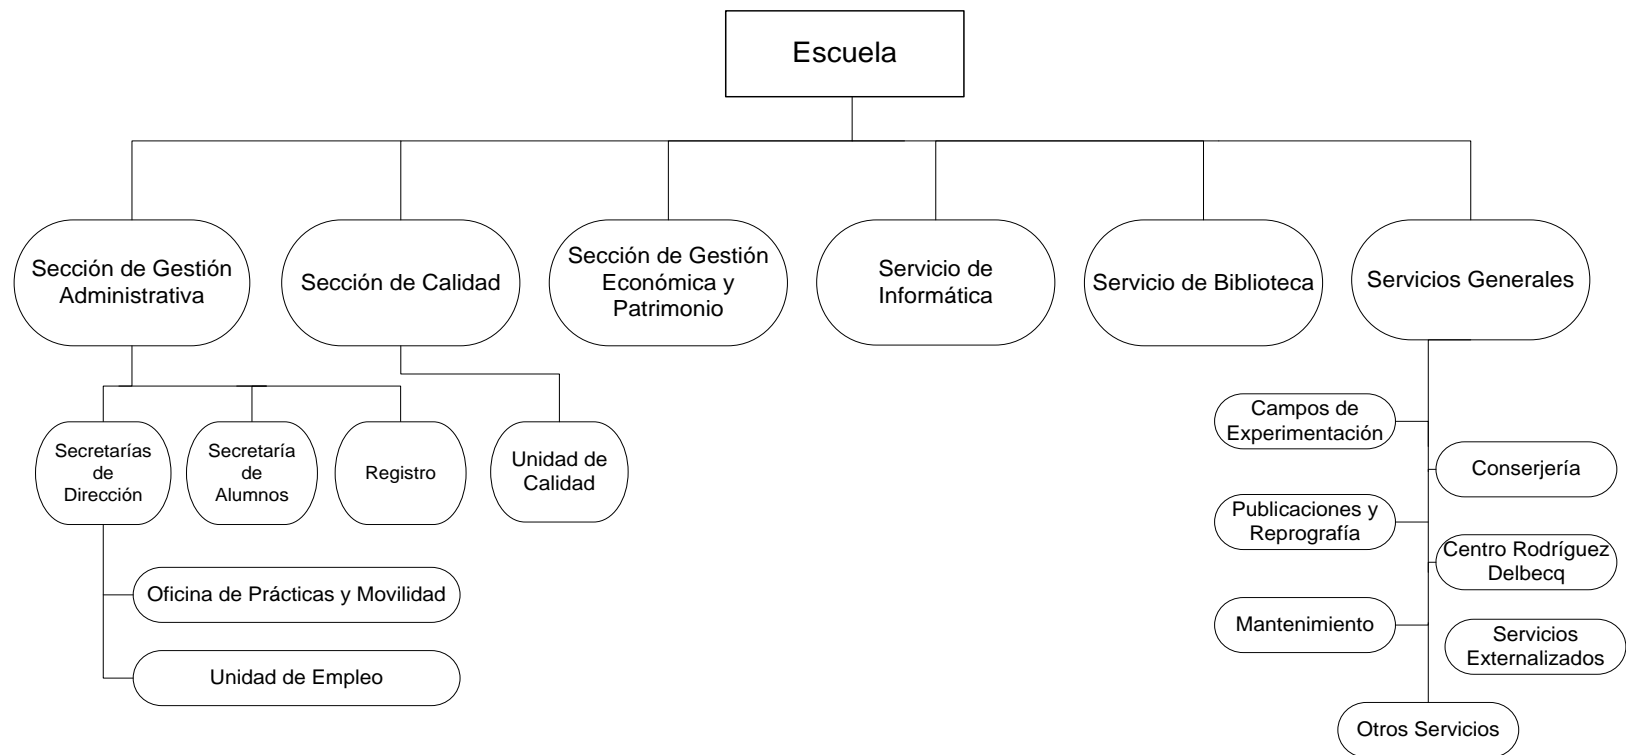 Escuela
Sección de Gestión
Administrativa
Sección de Calidad
Sección de Gestión
Económica y
Patrimonio
Servicio de
Informática
Servicio de Biblioteca
Servicios Generales
Secretarías
de
Dirección
Secretaría
de
Alumnos
Registro
Unidad de
Calidad
Oficina de Prácticas y Movilidad
Unidad de Empleo
Campos de
Experimentación
Conserjería
Publicaciones y
Reprografía
Centro Rodríguez
Delbecq
Mantenimiento
Servicios
Externalizados
Otros Servicios